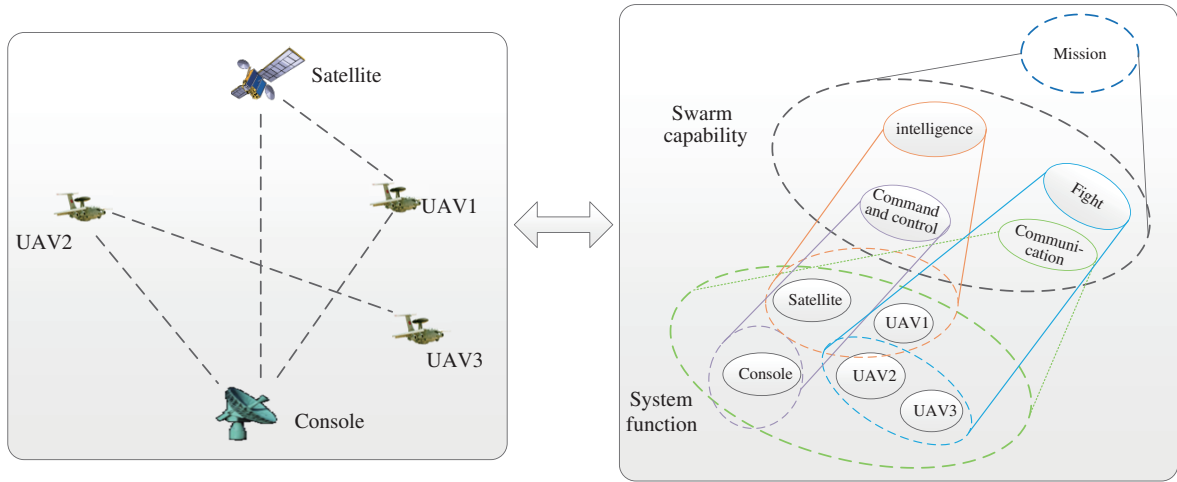 Satellite
UAV1
UAV2
UAV3
Console
Mission
Swarm
capability
intelligence
Fight
Command
and control
Communi-
cation
Satellite
UAV1
Console
UAV2
UAV3
System
function